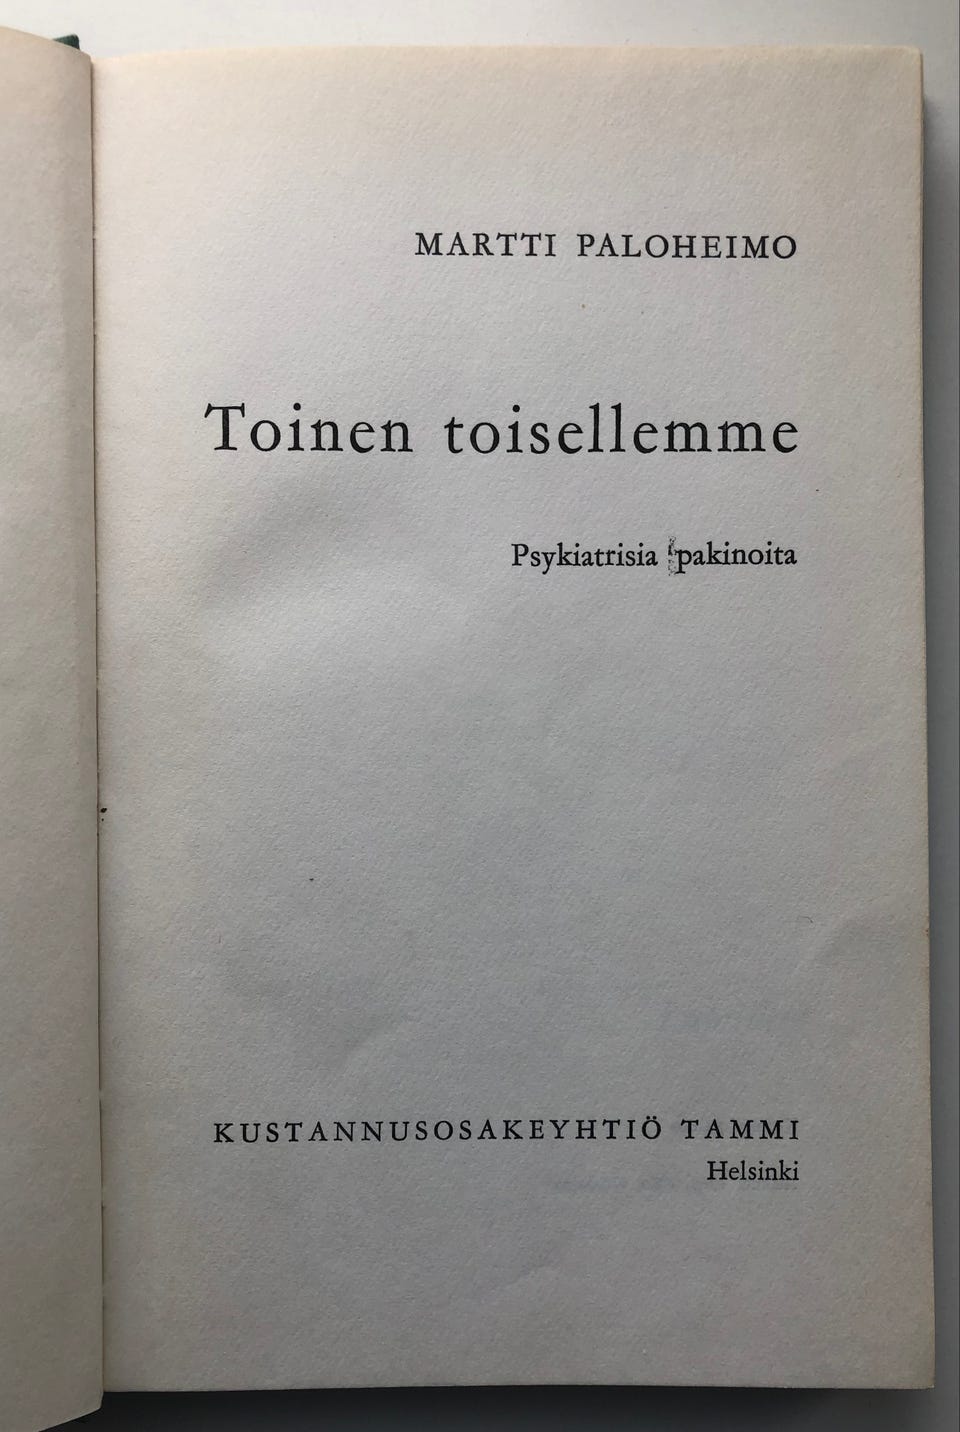 MARTTI PALOHEIMO
Toinen toisellemme
Psykiatrisia pakinoita
KUSTANNUSOSAKEYHTIÖ TAMMI
Helsinki